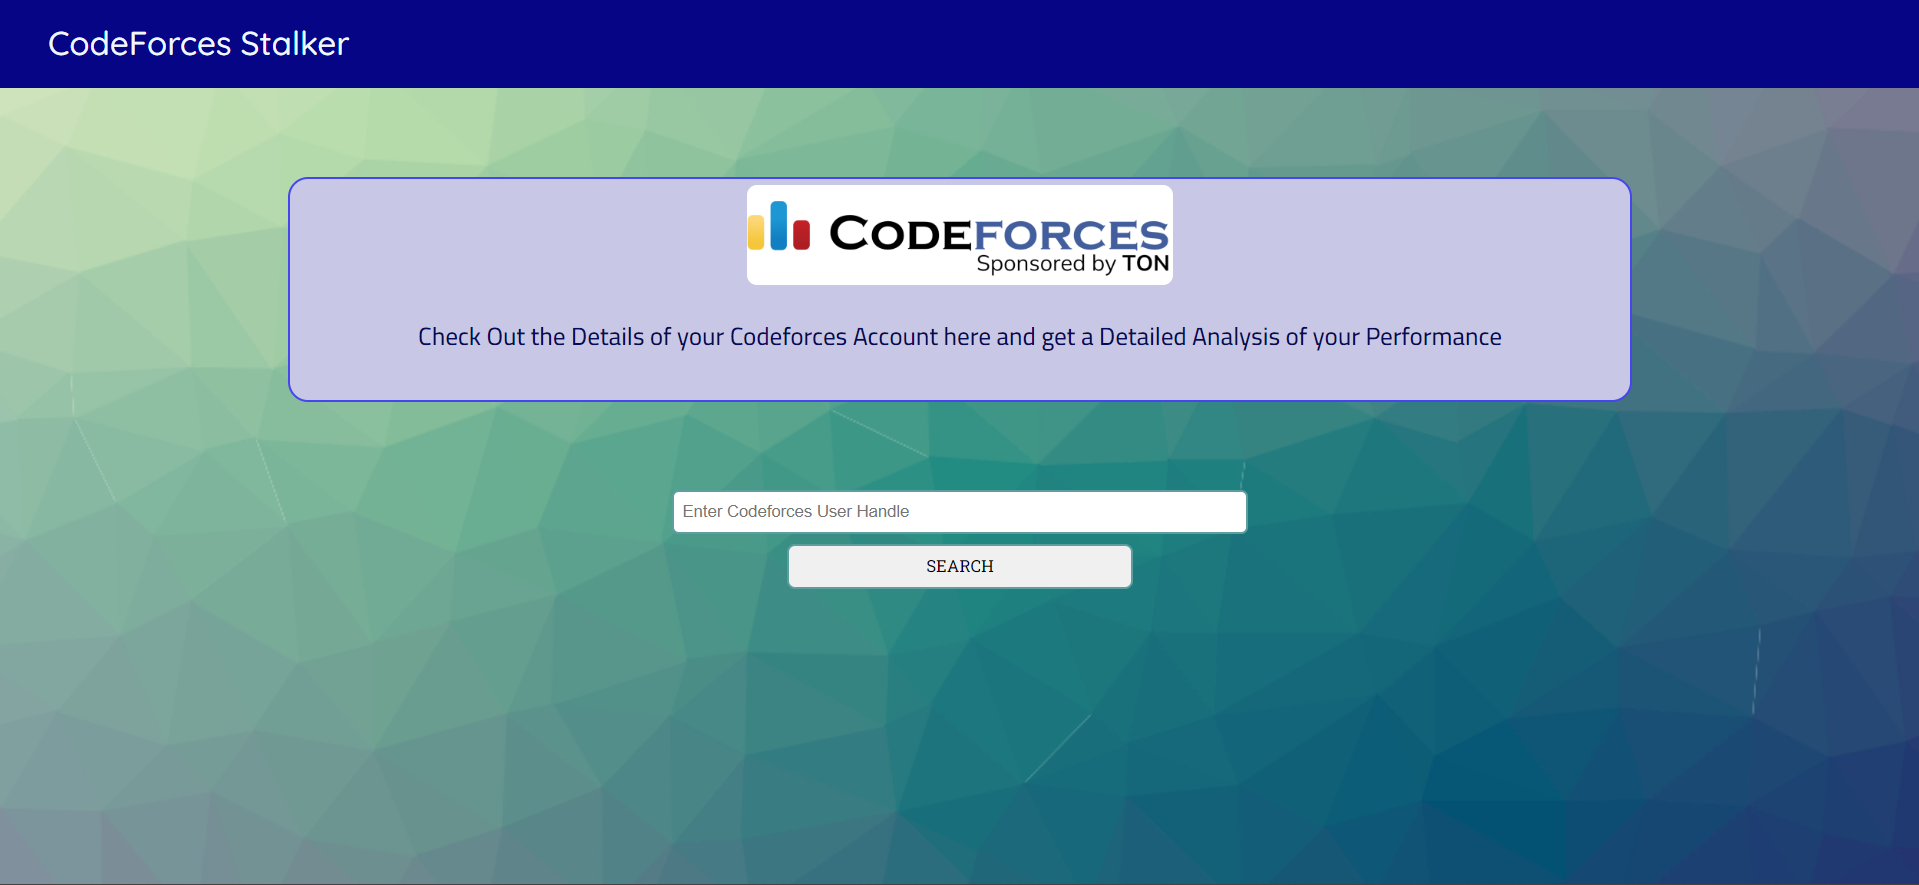 CodeForces Stalker
CODEFORCES
Sponsored by TON
Check Out the Details of your Codeforces Account here and get a Detailed Analysis of your Performance
Enter Codeforces User Handle
SEARCH